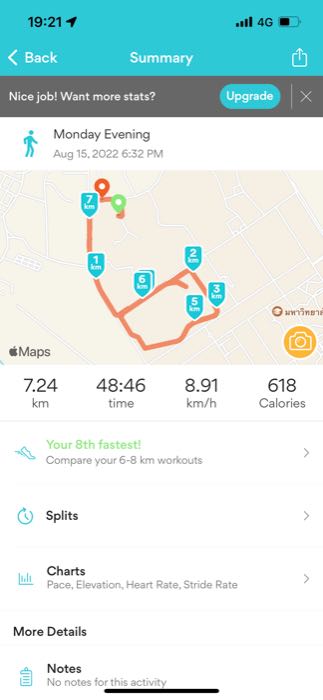 19:21
4G
Back
Summary
Nice job! Want more stats?
Upgrade
Monday Evening
Aug 15, 2022 6:32 PM
7 km
1 km
2 km
6 km
3 km
5 km
มหาวิทยาลั
Maps
7.24 48:46 8.91 618
km time km/h Calories
Your 8th fastest!
Compare your 6-8 km workouts
Splits
Charts
Pace, Elevation, Heart Rate, Stride Rate
More Details
Notes
No notes for this activity